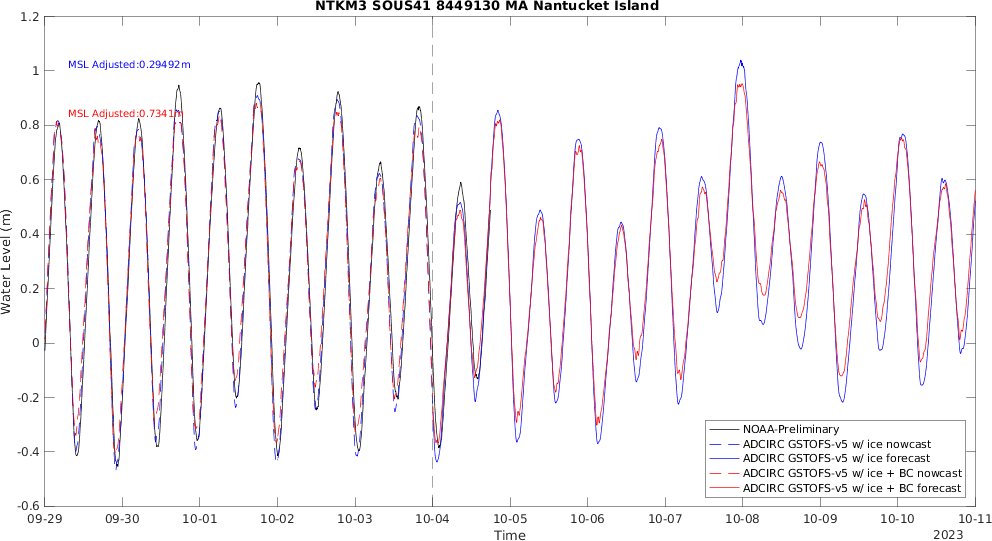 NTKM3 SOUS41 8449130 MA Nantucket Island
1.2
1
0.8
0.6
0.4
0.2
0
-0.2
-0.4
-0.6
Water Level (m)
MSL Adjusted:0.29492m
MSL Adjusted:0.7341m
NOAA-Preliminary
ADCIRC GSTOFS-v5 w/ ice nowcast
ADCIRC GSTOFS-v5 w/ ice forecast
ADCIRC GSTOFS-v5 w/ ice + BC nowcast
ADCIRC GSTOFS-v5 w/ ice + BC forecast
09-29 09-30 10-01 10-02 10-03 10-04 10-05 10-06 10-07 10-08 10-09 10-10 10-11
Time
2023